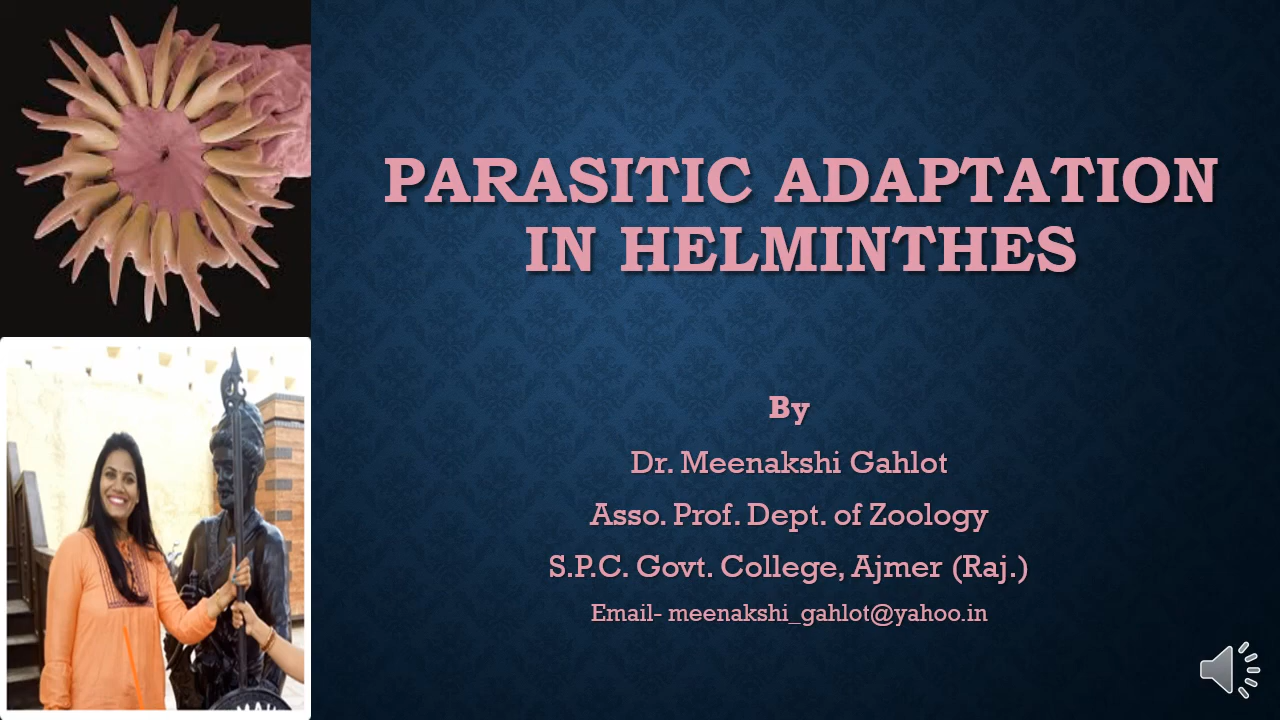 PARASITIC ADAPTATION
IN HELMINTHES
By
Dr. Meenakshi Gahlot
Asso. Prof. Dept. of Zoology
S.P.C. Govt. College, Ajmer (Raj.)
Email- meenakshi_gahlot@yahoo.in